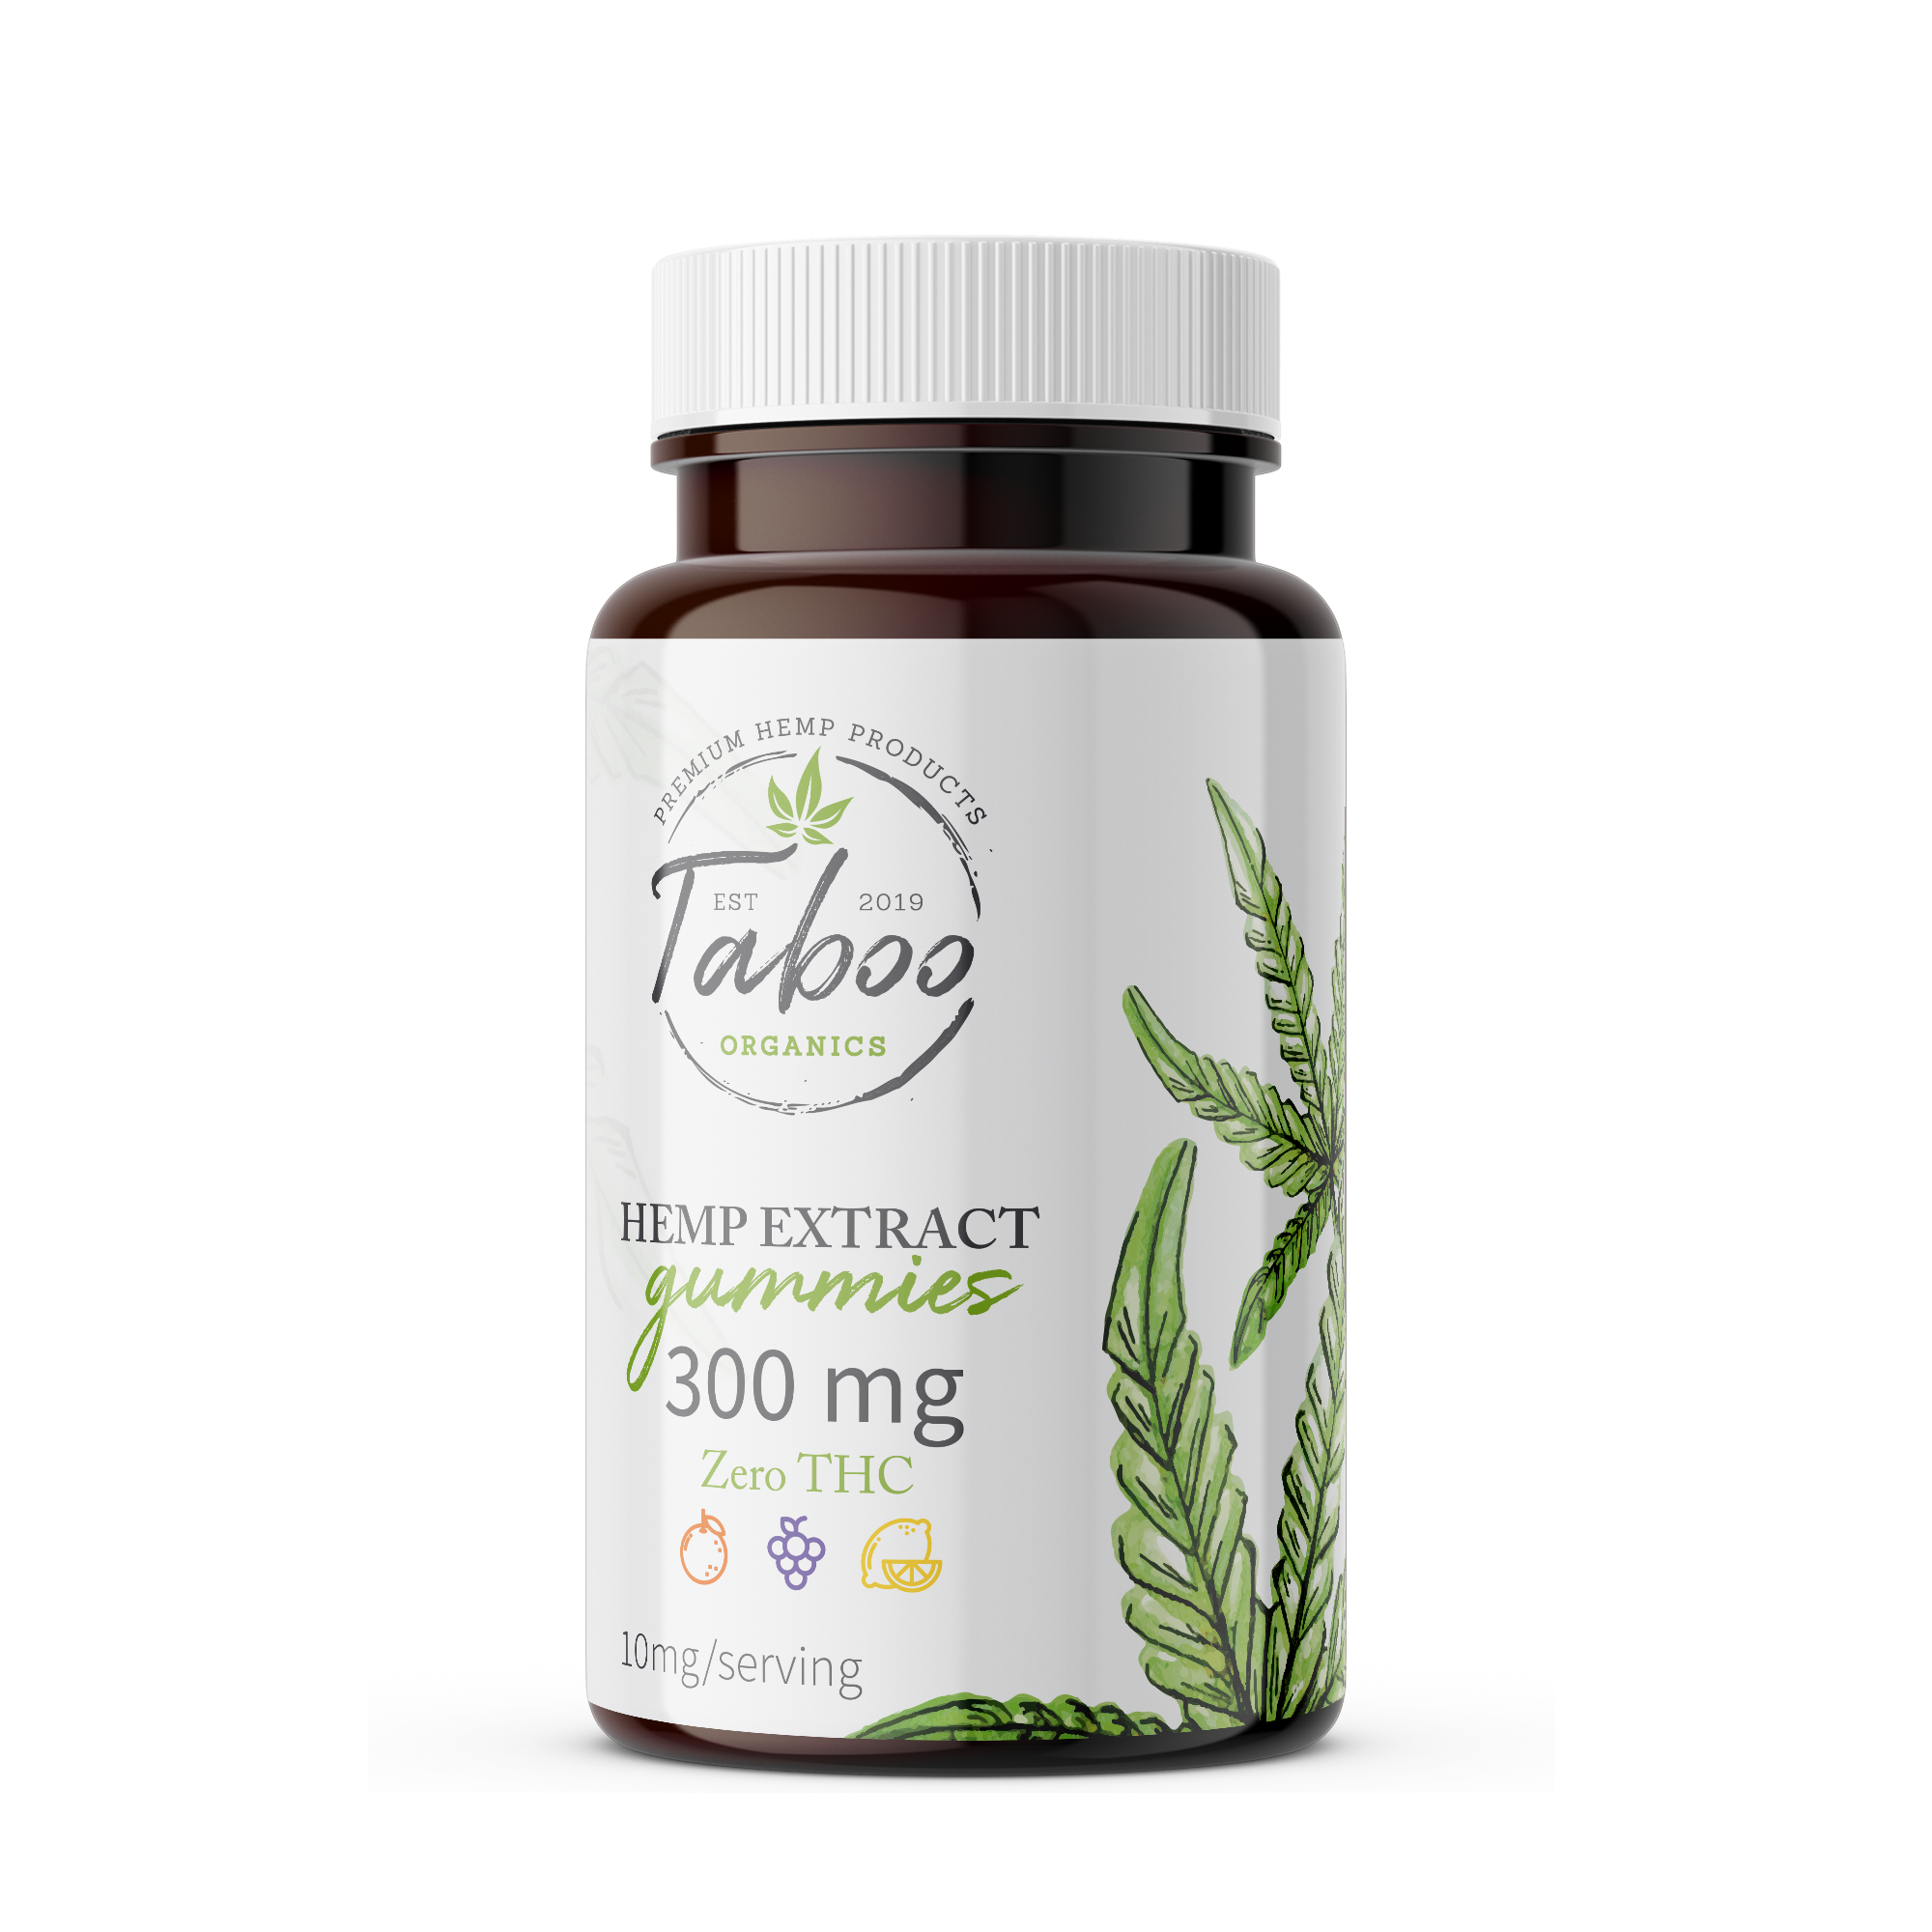 PREMIUM HEMP PRODUCTS
EST 2019
Taboo
ORGANICS
HEMP EXTRACT
gummies
300 mg
Zero THC
10mg/serving